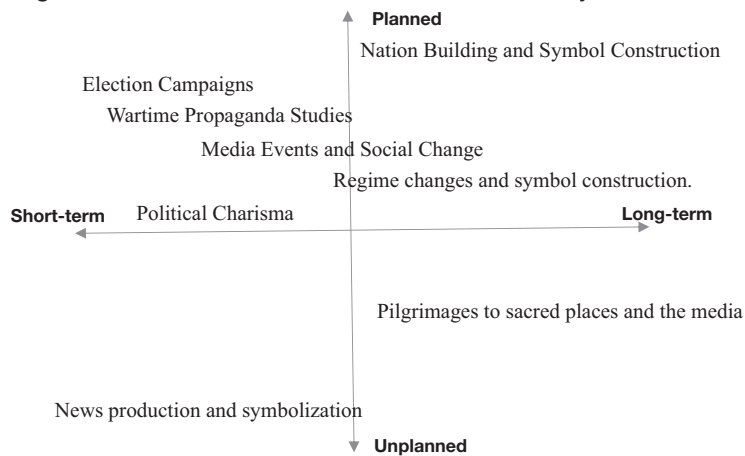 Planned
Nation Building and Symbol Construction
Election Campaigns
Wartime Propaganda Studies
Media Events and Social Change
Regime changes and symbol construction.
Short-term
Political Charisma
Long-term
Pilgrimages to sacred places and the media
News production and symbolization
Unplanned